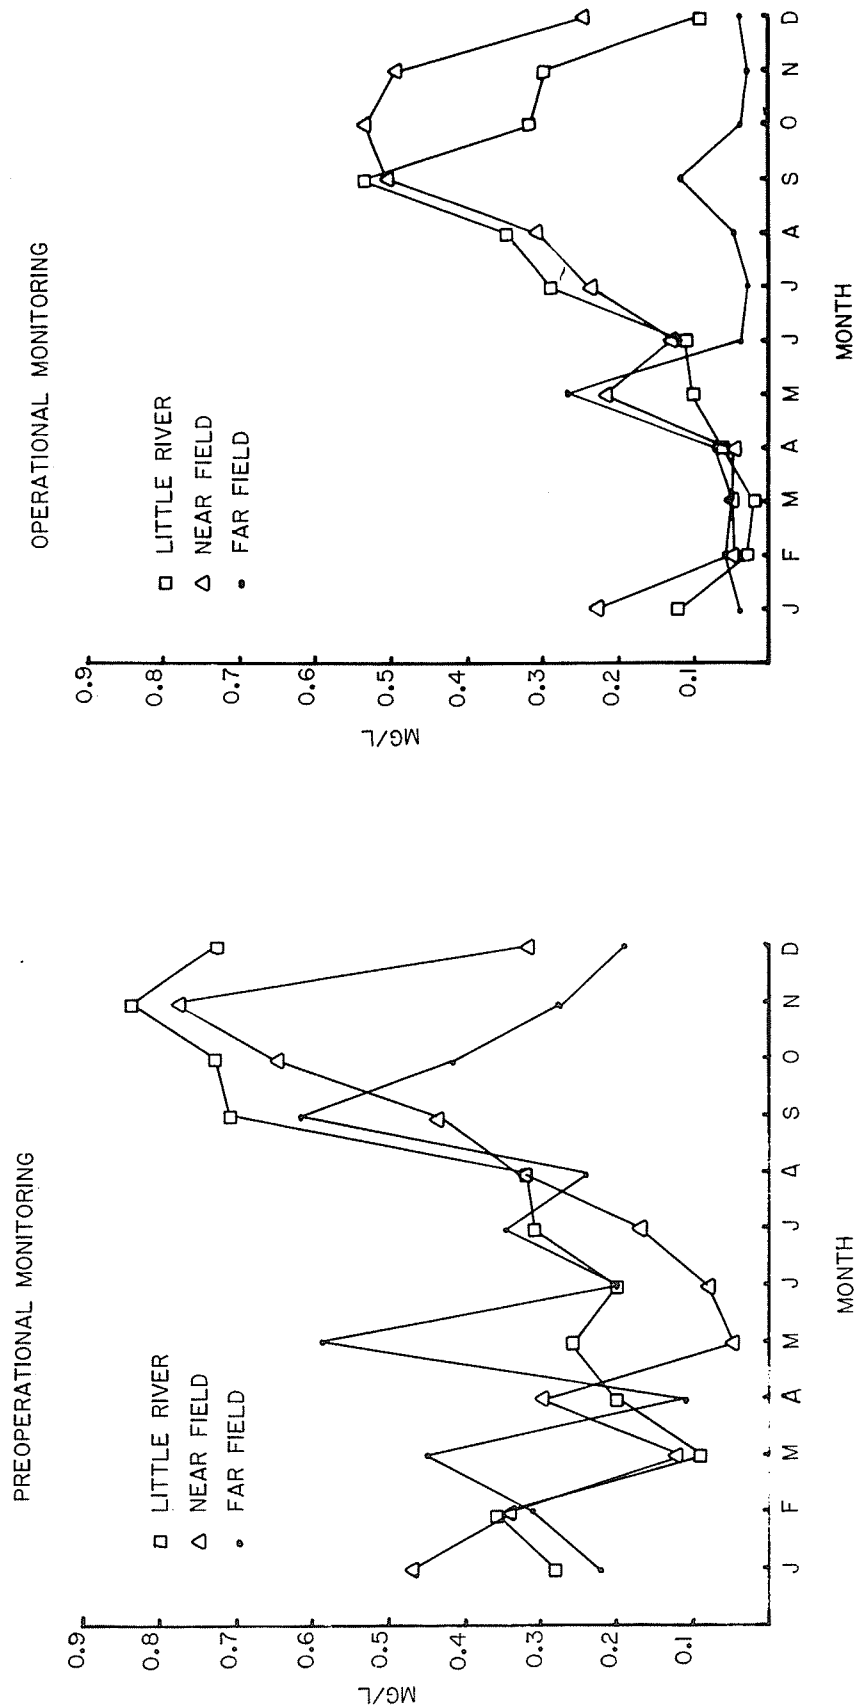 PREOPERATIONAL MONITORING
LITTLE RIVER
NEAR FIELD
FAR FIELD
0.9
0.8
0.7
0.6
0.5
0.4
0.3
0.2
0.1
MG/L
J F M A M J J A S O N D
MONTH
OPERATIONAL MONITORING
LITTLE RIVER
NEAR FIELD
FAR FIELD
0.9
0.8
0.7
0.6
0.5
0.4
0.3
0.2
0.1
MG/L
J F M A M J J A S O N D
MONTH